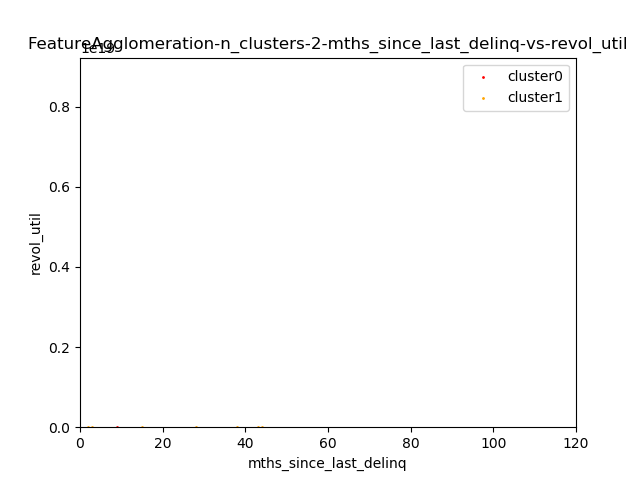 FeatureAgglomeration-n_clusters-2-mths_since_last_delinq-vs-revol_util
1e19
cluster0
cluster1
0.8
0.6
0.4
0.2
0.0
revol_util
0 20 40 60 80 100 120
mths_since_last_delinq